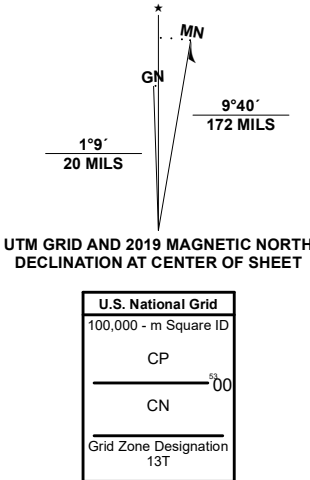 ★
MN
GN
9°40´
172 MILS
1°9´
20 MILS
UTM GRID AND 2019 MAGNETIC NORTH
DECLINATION AT CENTER OF SHEET
U.S. National Grid
100,000 - m Square ID
CP
53 00
CN
Grid Zone Designation
13T